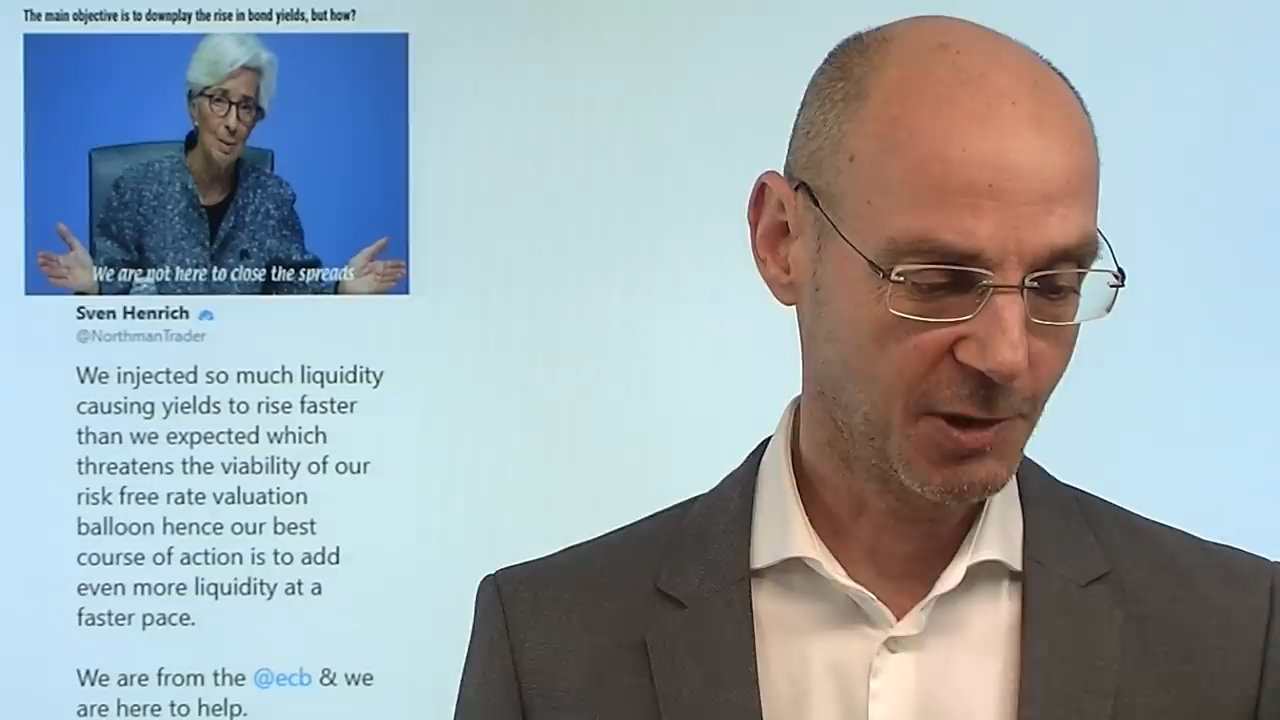 The main objective is to downplay the rise in bond yields, but how?
We are not here to close the spreads
Sven Henrich
@NorthmanTrader
We injected so much liquidity
causing yields to rise faster
than we expected which
threatens the viability of our
risk free rate valuation
balloon hence our best
course of action is to add
even more liquidity at a
faster pace.
We are from the @ecb & we
are here to help.